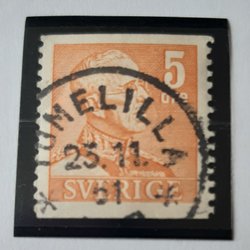 5
ÖRE
TOMELILLA
25.11.
51
SVERIGE